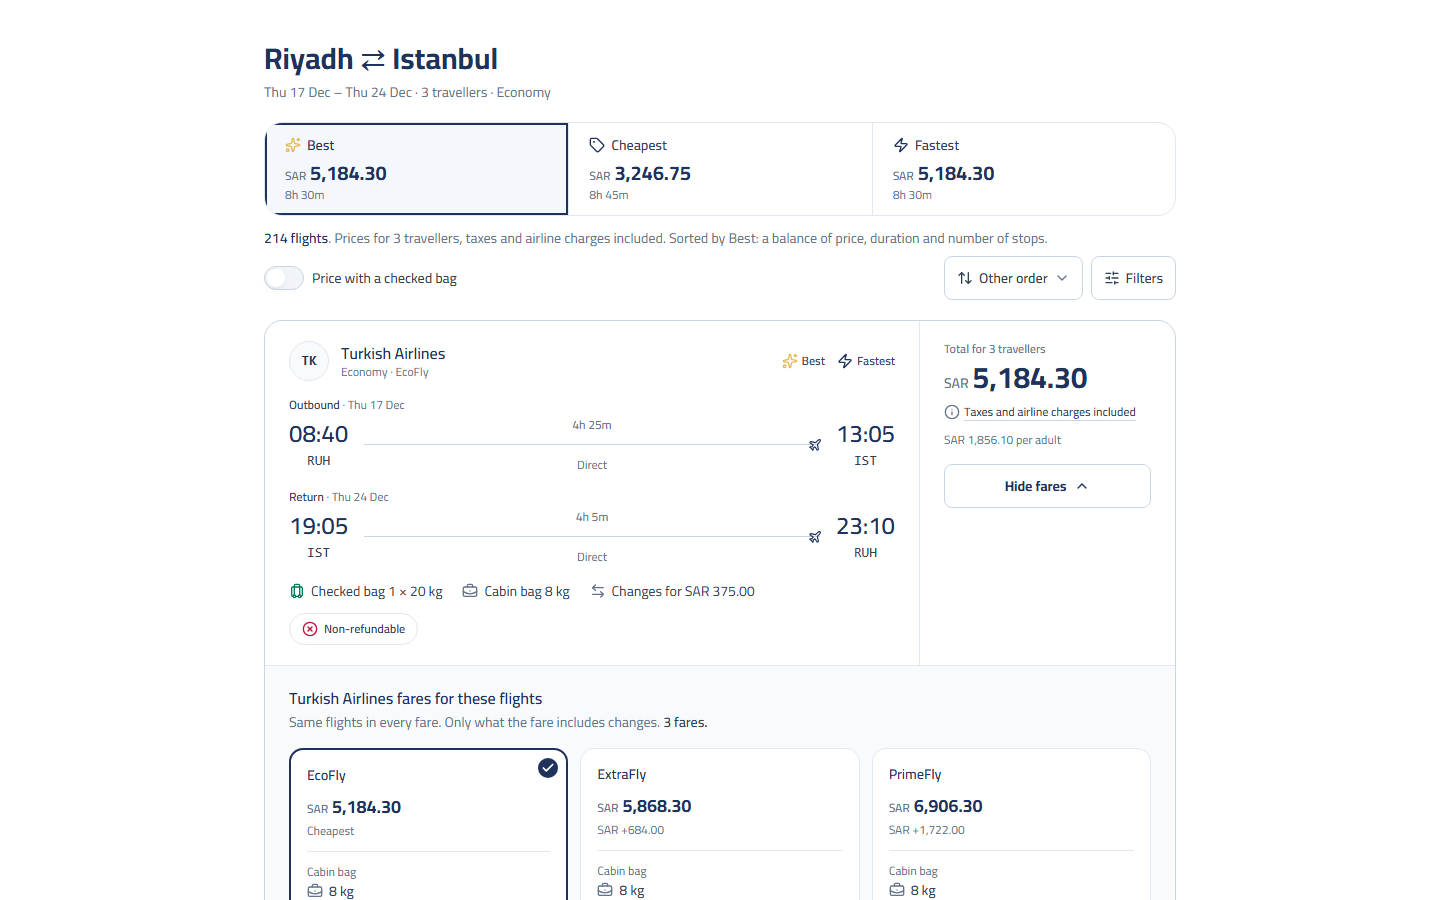 Riyadh ⇄ Istanbul
Thu 17 Dec – Thu 24 Dec · 3 travellers · Economy
Best
SAR 5,184.30
8h 30m
Cheapest
SAR 3,246.75
8h 45m
Fastest
SAR 5,184.30
8h 30m
214 flights. Prices for 3 travellers, taxes and airline charges included. Sorted by Best: a balance of price, duration and number of stops.
Price with a checked bag
Other order
Filters
TK
Turkish Airlines
Economy · EcoFly
Best
Fastest
Outbound · Thu 17 Dec
08:40
RUH
4h 25m
Direct
13:05
IST
Return · Thu 24 Dec
19:05
IST
4h 5m
Direct
23:10
RUH
Checked bag 1 × 20 kg
Cabin bag 8 kg
Changes for SAR 375.00
Non-refundable
Total for 3 travellers
SAR 5,184.30
Taxes and airline charges included
SAR 1,856.10 per adult
Hide fares
Turkish Airlines fares for these flights
Same flights in every fare. Only what the fare includes changes. 3 fares.
EcoFly
SAR 5,184.30
Cheapest
Cabin bag
8 kg
ExtraFly
SAR 5,868.30
SAR +684.00
Cabin bag
8 kg
PrimeFly
SAR 6,906.30
SAR +1,722.00
Cabin bag
8 kg